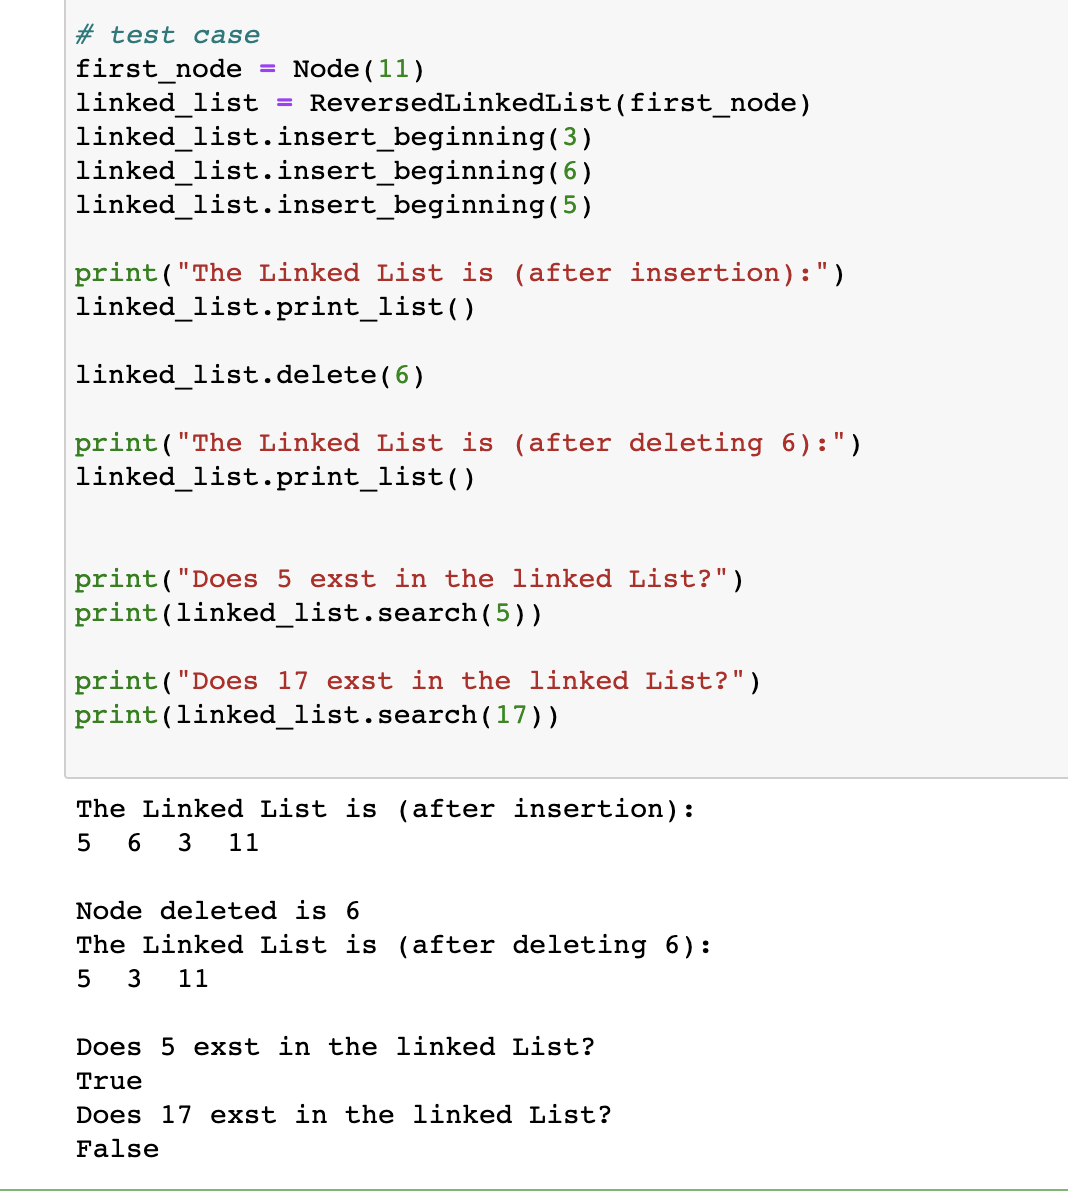 # test case
first_node = Node(11)
linked_list = ReversedLinkedList(first_node)
linked_list.insert_beginning(3)
linked_list.insert_beginning(6)
linked_list.insert_beginning(5)
print("The Linked List is (after insertion):")
linked_list.print_list()
linked_list.delete(6)
print("The Linked List is (after deleting 6):")
linked_list.print_list()
print("Does 5 exst in the linked List?")
print(linked_list.search(5))
print("Does 17 exst in the linked List?")
print(linked_list.search(17))
The Linked List is (after insertion):
5  6  3  11
Node deleted is 6
The Linked List is (after deleting 6):
5  3  11
Does 5 exst in the linked List?
True
Does 17 exst in the linked List?
False